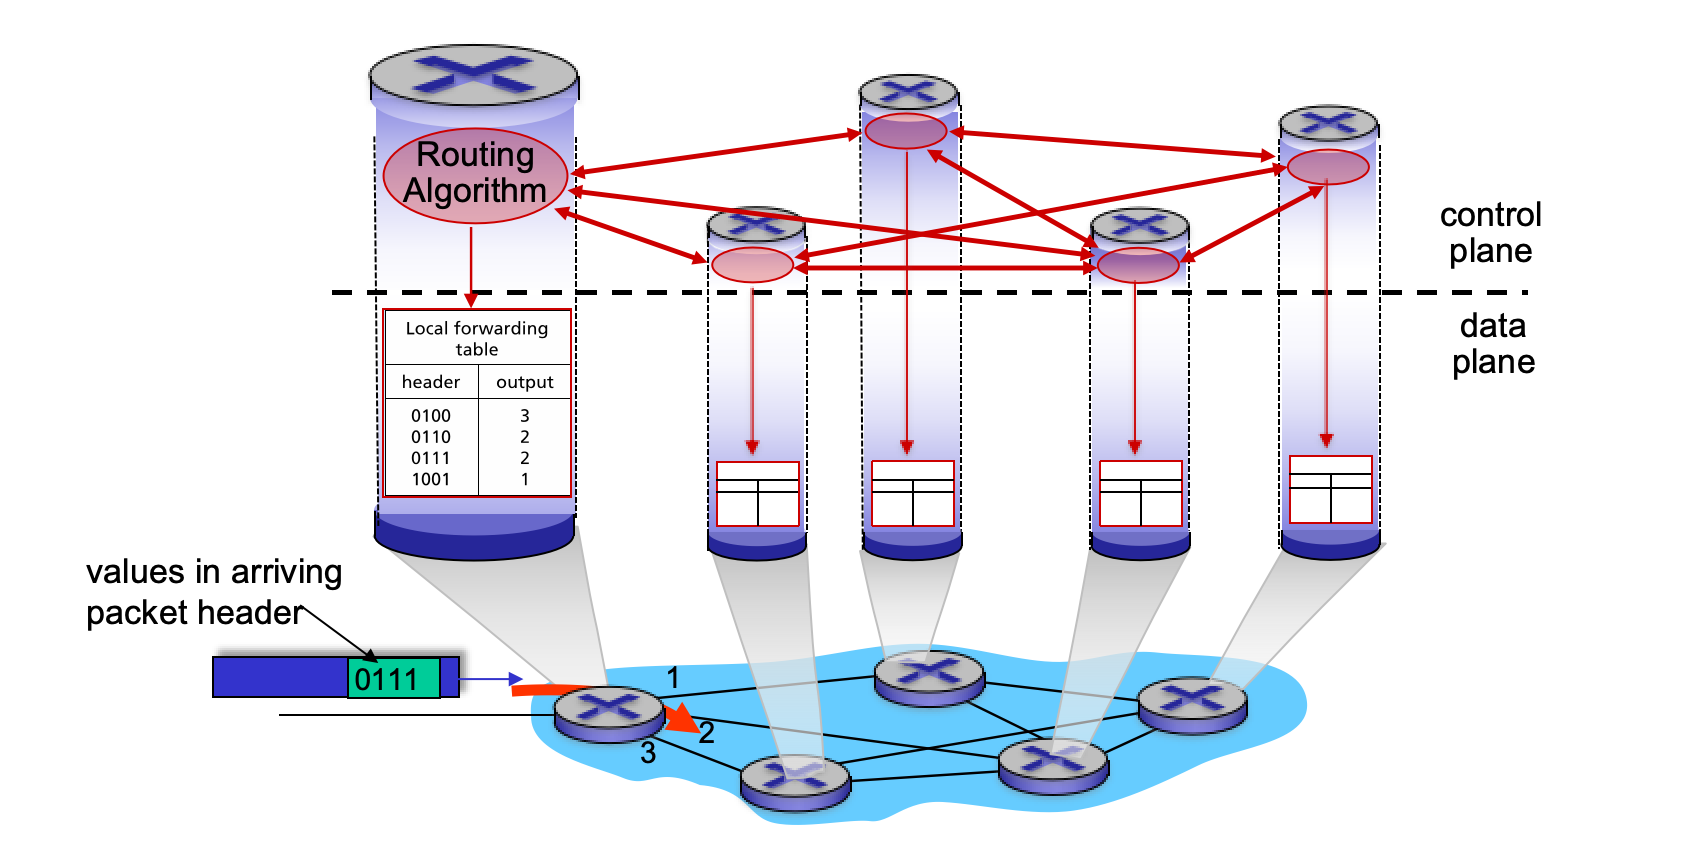 Routing
Algorithm
control
plane
data
plane
Local forwarding
table
header output
0100 3
0110 2
0111 2
1001 1
values in arriving
packet header
0111
1
2
3